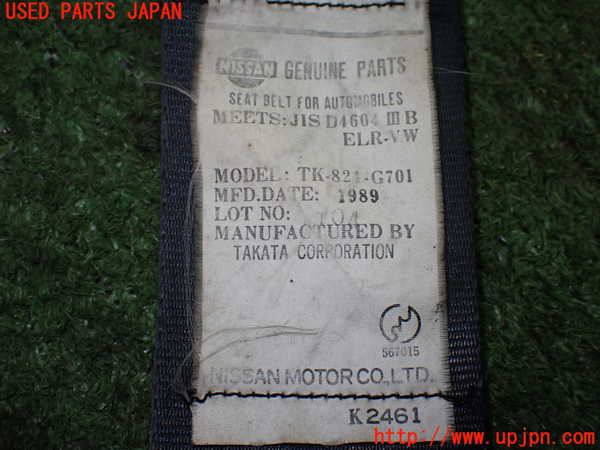 USED PARTS JAPAN
NISSAN GENUINE PARTS
SEAT BELT FOR AUTOMOBILES
MEETS: JIS D4604 III B
ELR-VW
MODEL: TK-821-G701
MFD.DATE: 1989
LOT NO: 104
MANUFACTURED BY
TAKATA CORPORATION
567015
NISSAN MOTOR CO., LTD.
K2461
www.upjpn.com